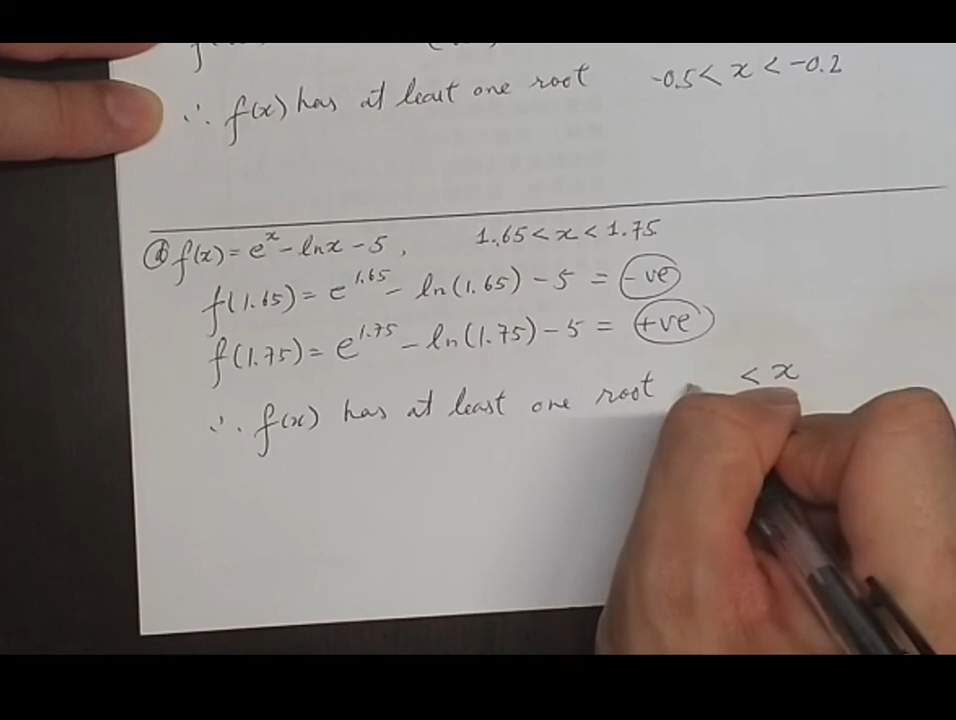 ∴ f(x) has at least one root -0.5 < x < -0.2
ⓓ f(x) = e^x - ln x - 5, 1.65 < x < 1.75
f(1.65) = e^1.65 - ln(1.65) - 5 = -ve
f(1.75) = e^1.75 - ln(1.75) - 5 = +ve
∴ f(x) has at least one root < x